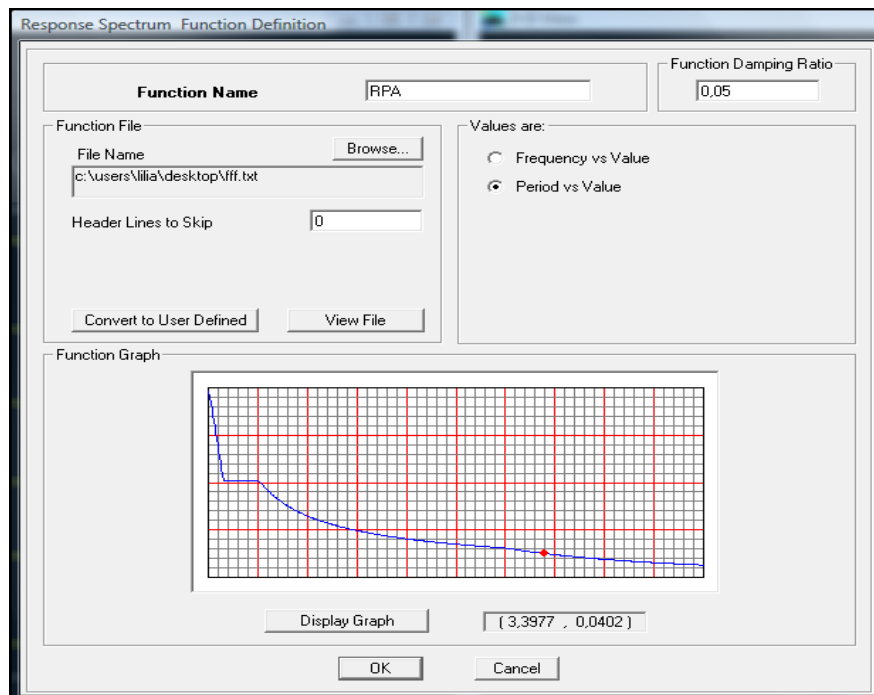 Response Spectrum Function Definition
Function Name
RPA
Function Damping Ratio
0,05
Function File
File Name
Browse...
c:\users\lilia\desktop\fff.txt
Header Lines to Skip
0
Convert to User Defined
View File
Values are:
Frequency vs Value
Period vs Value
Function Graph
Display Graph
( 3,3977 , 0,0402 )
OK
Cancel